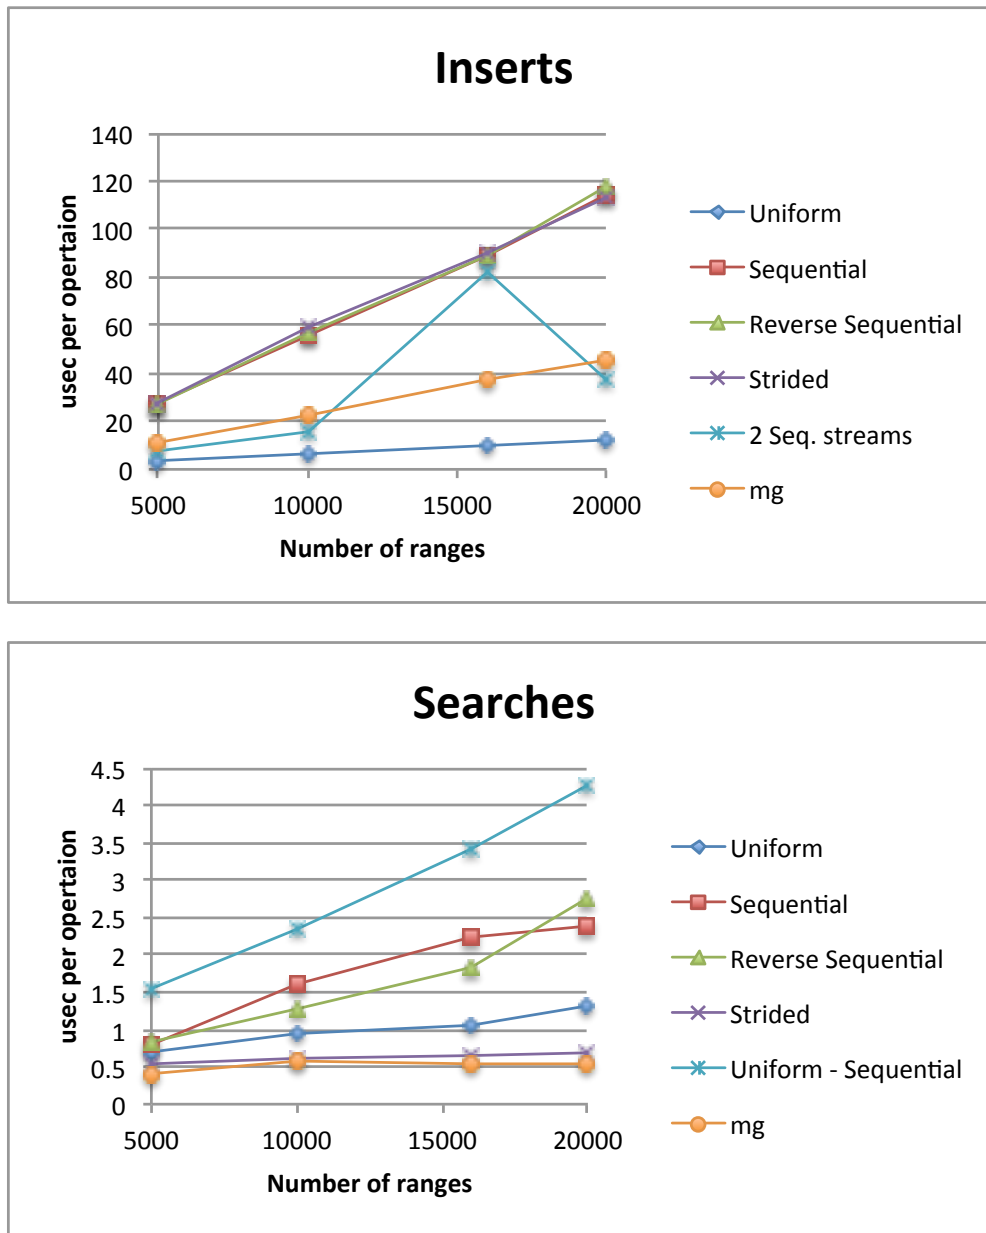 Inserts
140
120
100
80
60
40
20
0
usec per opertaion
5000 10000 15000 20000
Number of ranges
Uniform
Sequential
Reverse Sequential
Strided
2 Seq. streams
mg
Searches
4.5
4
3.5
3
2.5
2
1.5
1
0.5
0
usec per opertaion
5000 10000 15000 20000
Number of ranges
Uniform
Sequential
Reverse Sequential
Strided
Uniform - Sequential
mg